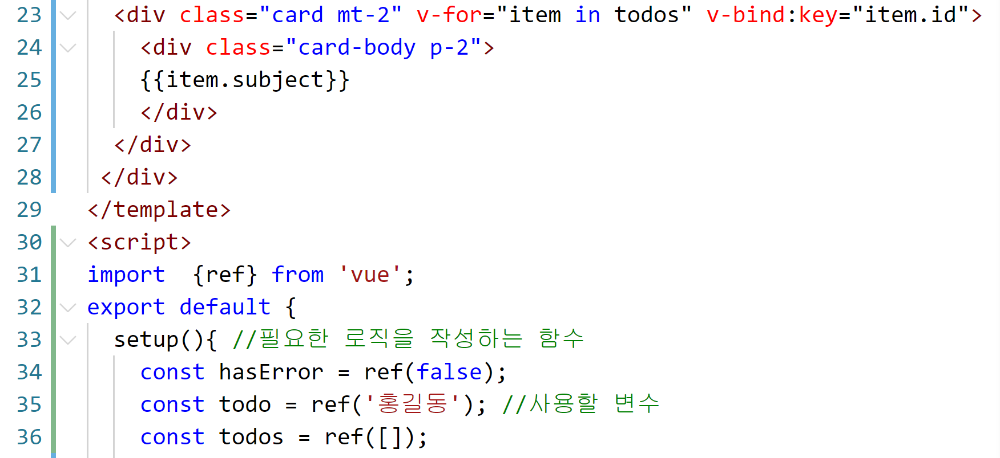 23 <div class="card mt-2" v-for="item in todos" v-bind:key="item.id">
24 <div class="card-body p-2">
25 {{item.subject}}
26 </div>
27 </div>
28 </div>
29 </template>
30 <script>
31 import  {ref} from 'vue';
32 export default {
33 setup(){ //필요한 로직을 작성하는 함수
34 const hasError = ref(false);
35 const todo = ref('홍길동'); //사용할 변수
36 const todos = ref([]);